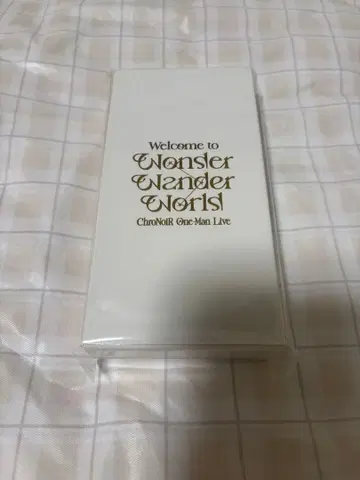 Welcome to
Wonder
Wander
World
ChroNoiR One-Man Live